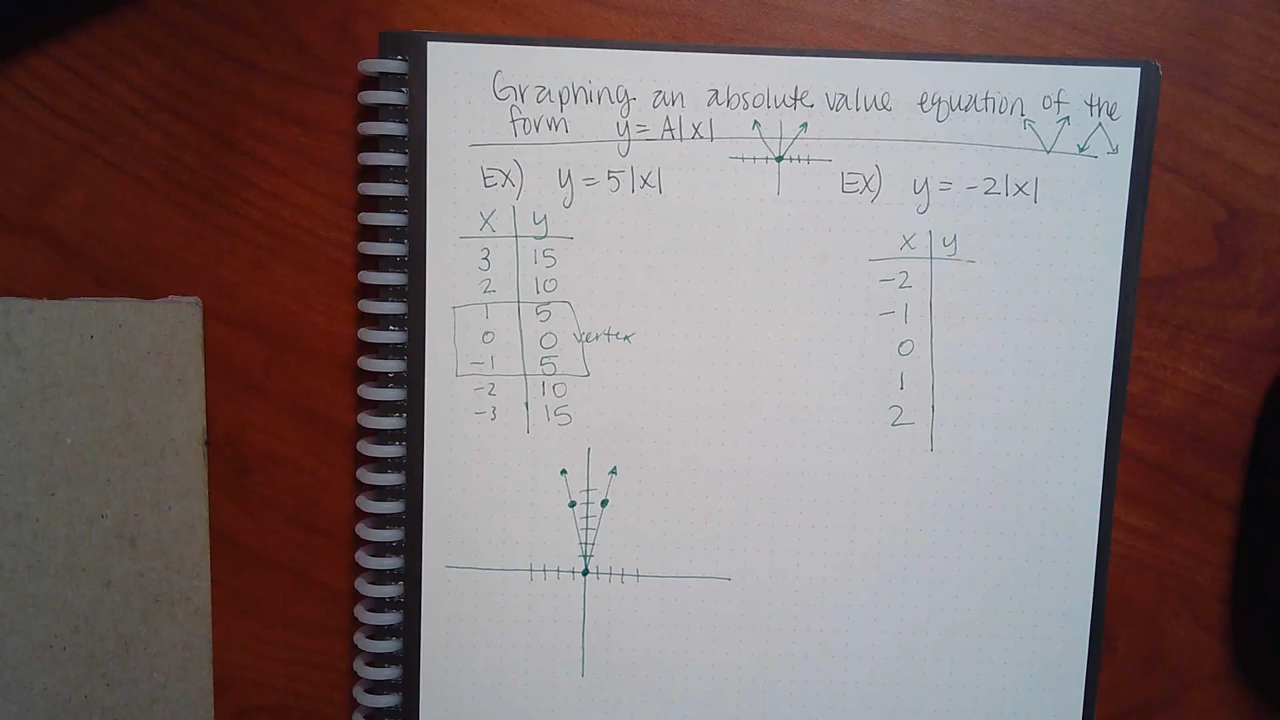 Graphing an absolute value equation of the
form y = A|x|
EX) y = 5|x|
x y
3 15
2 10
1 5
0 0 vertex
-1 5
-2 10
-3 15
EX) y = -2|x|
x y
-2
-1
0
1
2